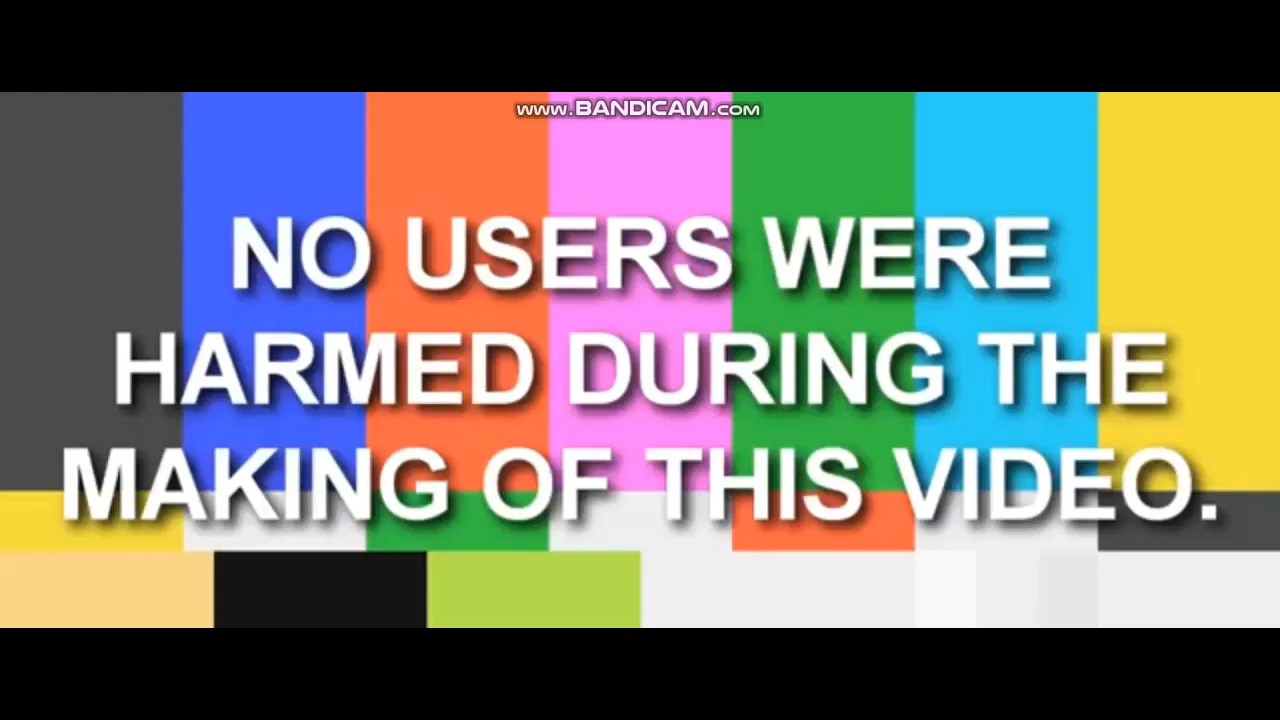 www.BANDICAM.com
NO USERS WERE
HARMED DURING THE
MAKING OF THIS VIDEO.